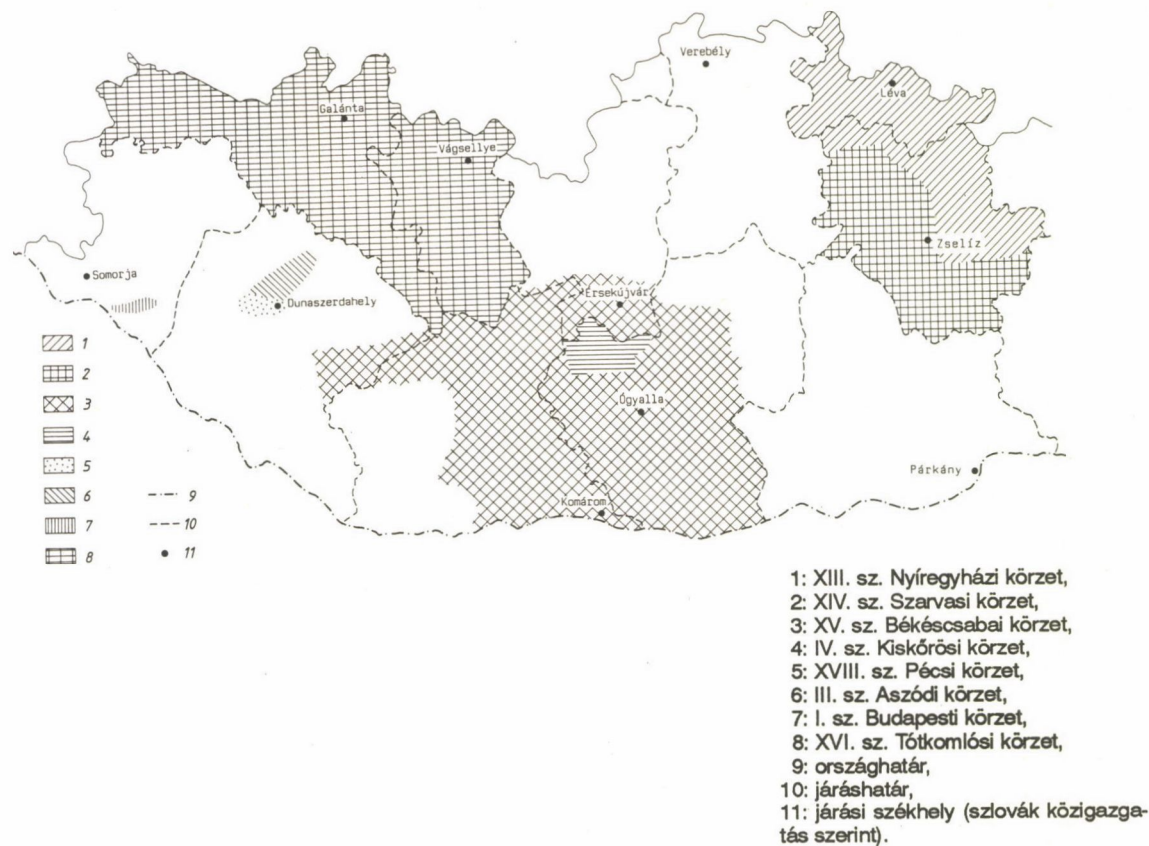 Verebély
Léva
Galánta
Vágsellye
Zselíz
Somorja
Dunaszerdahely
Érsekújvár
Ógyalla
Párkány
Komárom
1
2
3
4
5
6
7
8
9
10
11
1: XIII. sz. Nyíregyházi körzet,
2: XIV. sz. Szarvasi körzet,
3: XV. sz. Békéscsabai körzet,
4: IV. sz. Kiskőrösi körzet,
5: XVIII. sz. Pécsi körzet,
6: III. sz. Aszódi körzet,
7: I. sz. Budapesti körzet,
8: XVI. sz. Tótkomlósi körzet,
9: országhatár,
10: járáshatár,
11: járási székhely (szlovák közigazga-
tás szerint).